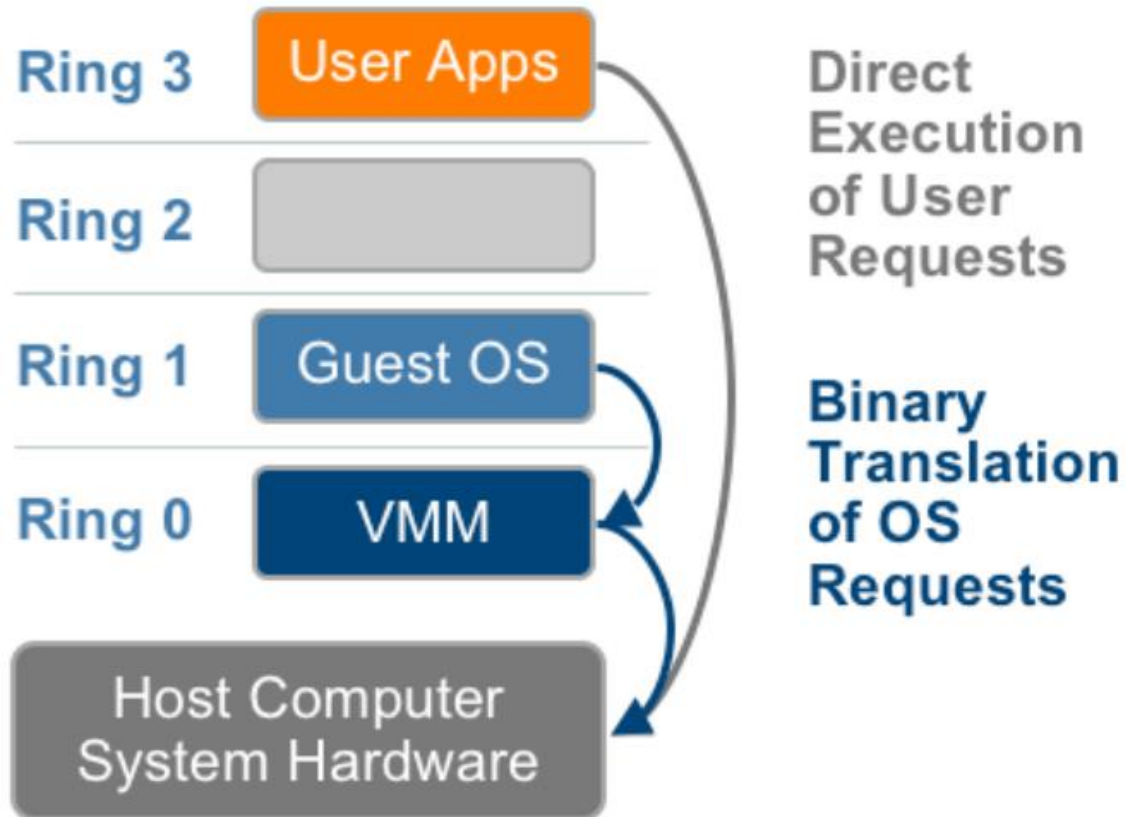 Ring 3
User Apps
Direct
Execution
of User
Requests
Ring 2
Ring 1
Guest OS
Binary
Translation
of OS
Requests
Ring 0
VMM
Host Computer
System Hardware